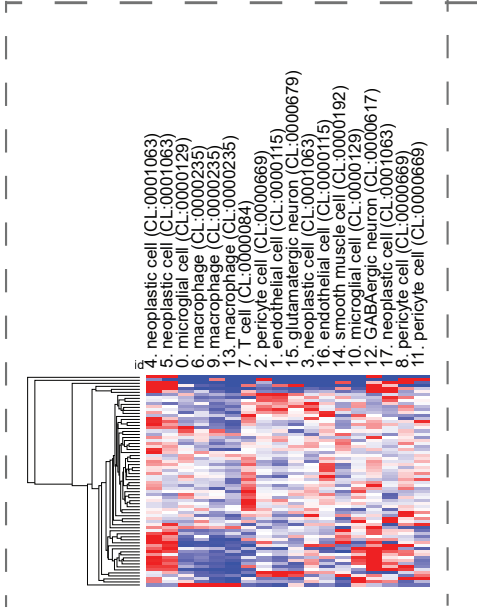 4. neoplastic cell (CL:0001063)
5. neoplastic cell (CL:0001063)
0. microglial cell (CL:0000129)
6. macrophage (CL:0000235)
9. macrophage (CL:0000235)
13. macrophage (CL:0000235)
7. T cell (CL:0000084)
2. pericyte cell (CL:0000669)
1. endothelial cell (CL:0000115)
15. glutamatergic neuron (CL:0000679)
3. neoplastic cell (CL:0001063)
16. endothelial cell (CL:0000115)
14. smooth muscle cell (CL:0000192)
10. microglial cell (CL:0000129)
12. GABAergic neuron (CL:0000617)
17. neoplastic cell (CL:0001063)
8. pericyte cell (CL:0000669)
11. pericyte cell (CL:0000669)
id